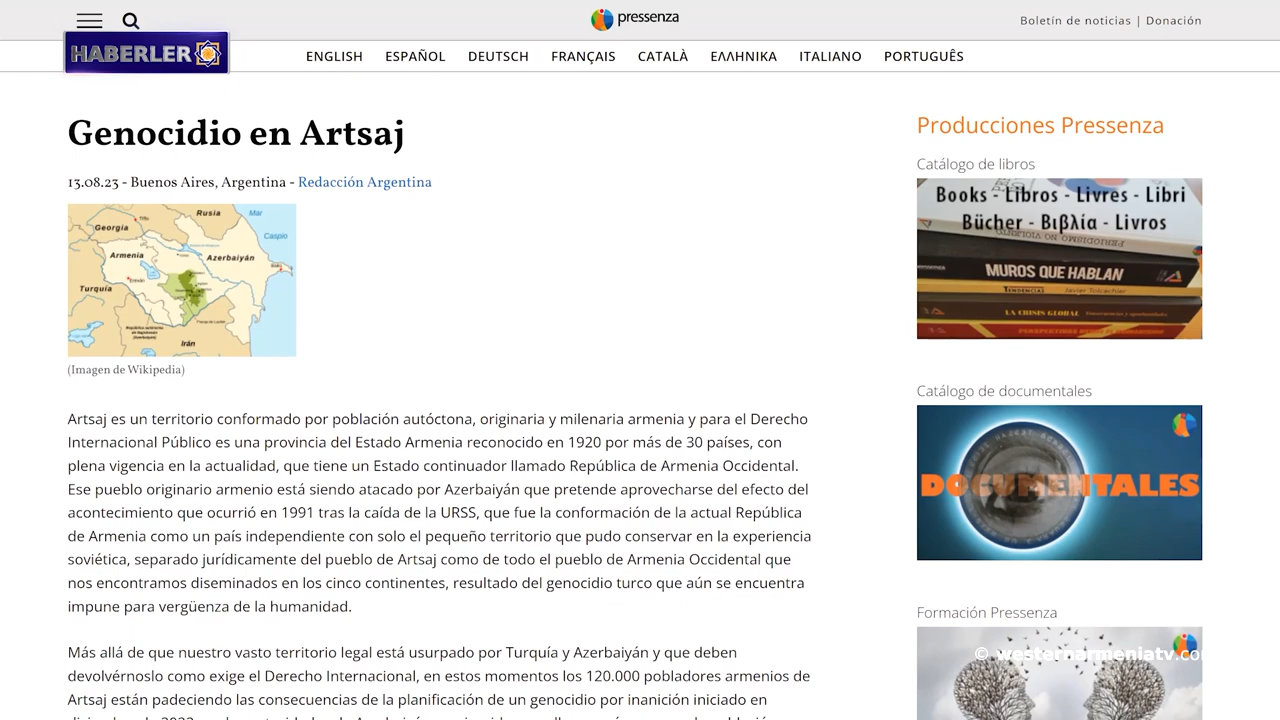 pressenza
Boletín de noticias | Donación
HABERLER
ENGLISH ESPAÑOL DEUTSCH FRANÇAIS CATALÀ ΕΛΛΗΝΙΚΑ ITALIANO PORTUGUÊS
Genocidio en Artsaj
13.08.23 - Buenos Aires, Argentina - Redacción Argentina
Rusia
Mar
Caspio
Georgia
Armenia
Azerbaiyán
Turquía
Irán
(Imagen de Wikipedia)
Artsaj es un territorio conformado por población autóctona, originaria y milenaria armenia y para el Derecho
Internacional Público es una provincia del Estado Armenia reconocido en 1920 por más de 30 países, con
plena vigencia en la actualidad, que tiene un Estado continuador llamado República de Armenia Occidental.
Ese pueblo originario armenio está siendo atacado por Azerbaiyán que pretende aprovecharse del efecto del
acontecimiento que ocurrió en 1991 tras la caída de la URSS, que fue la conformación de la actual República
de Armenia como un país independiente con solo el pequeño territorio que pudo conservar en la experiencia
soviética, separado jurídicamente del pueblo de Artsaj como de todo el pueblo de Armenia Occidental que
nos encontramos diseminados en los cinco continentes, resultado del genocidio turco que aún se encuentra
impune para vergüenza de la humanidad.
Más allá de que nuestro vasto territorio legal está usurpado por Turquía y Azerbaiyán y que deben
devolvérnoslo como exige el Derecho Internacional, en estos momentos los 120.000 pobladores armenios de
Artsaj están padeciendo las consecuencias de la planificación de un genocidio por inanición iniciado en
Producciones Pressenza
Catálogo de libros
Books - Libros - Livres - Libri
Bücher - Βιβλία - Livros
PERIODISMO NO VIOLENTO
MUROS QUE HABLAN
TENDENCIAS Javier Tolcachier
LA CRISIS GLOBAL
Catálogo de documentales
DOCUMENTALES
Formación Pressenza
© westernarmeniatv.co